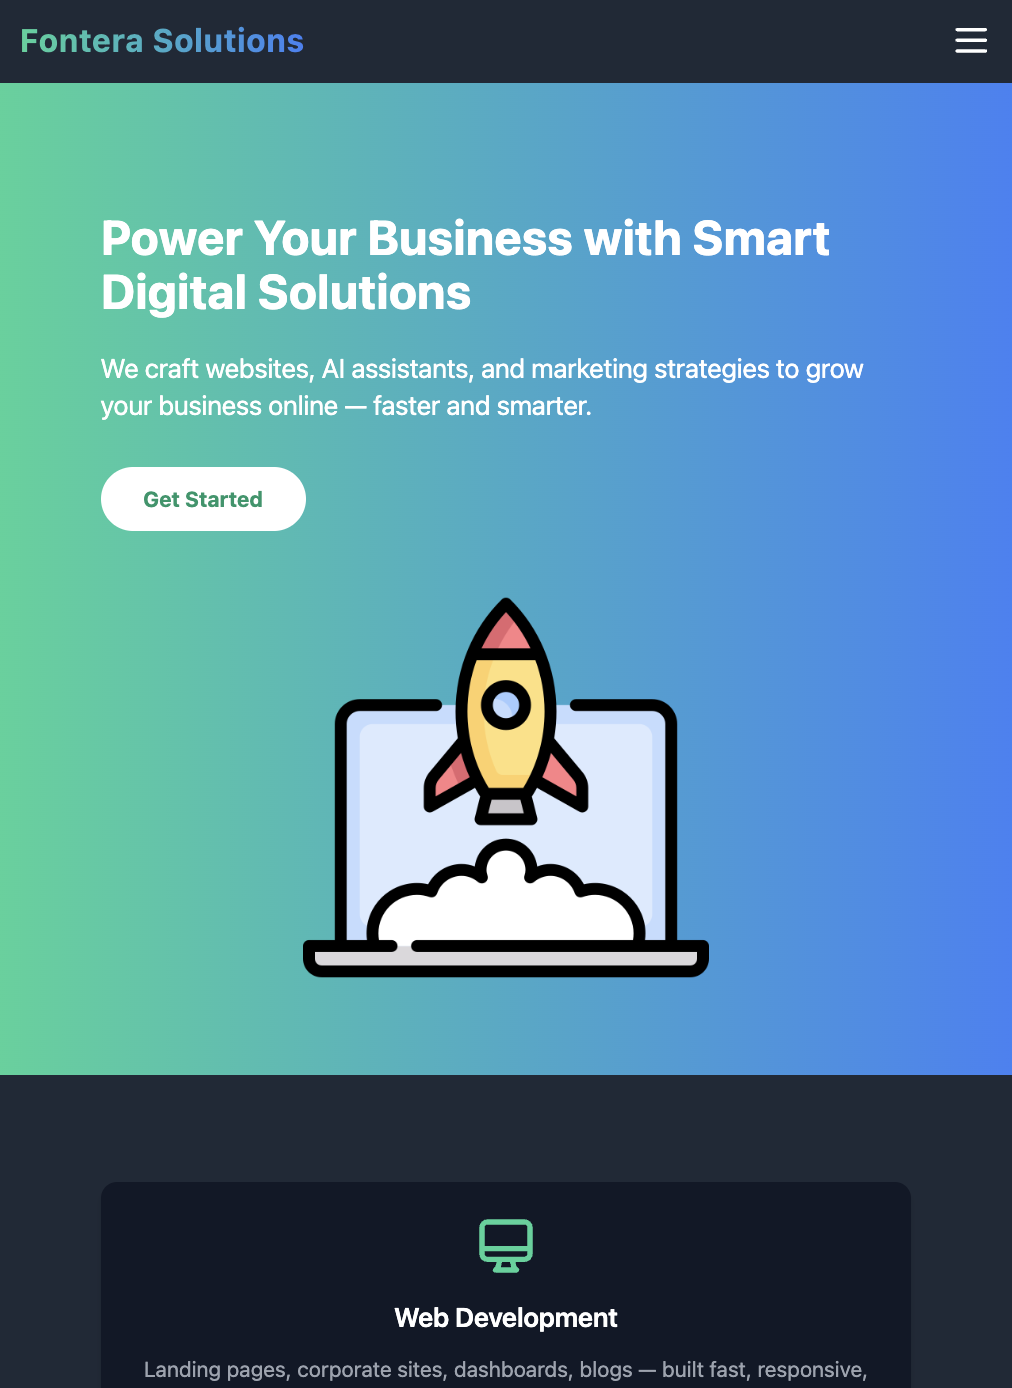 Fontera Solutions
Power Your Business with Smart
Digital Solutions
We craft websites, AI assistants, and marketing strategies to grow
your business online — faster and smarter.
Get Started
Web Development
Landing pages, corporate sites, dashboards, blogs — built fast, responsive,